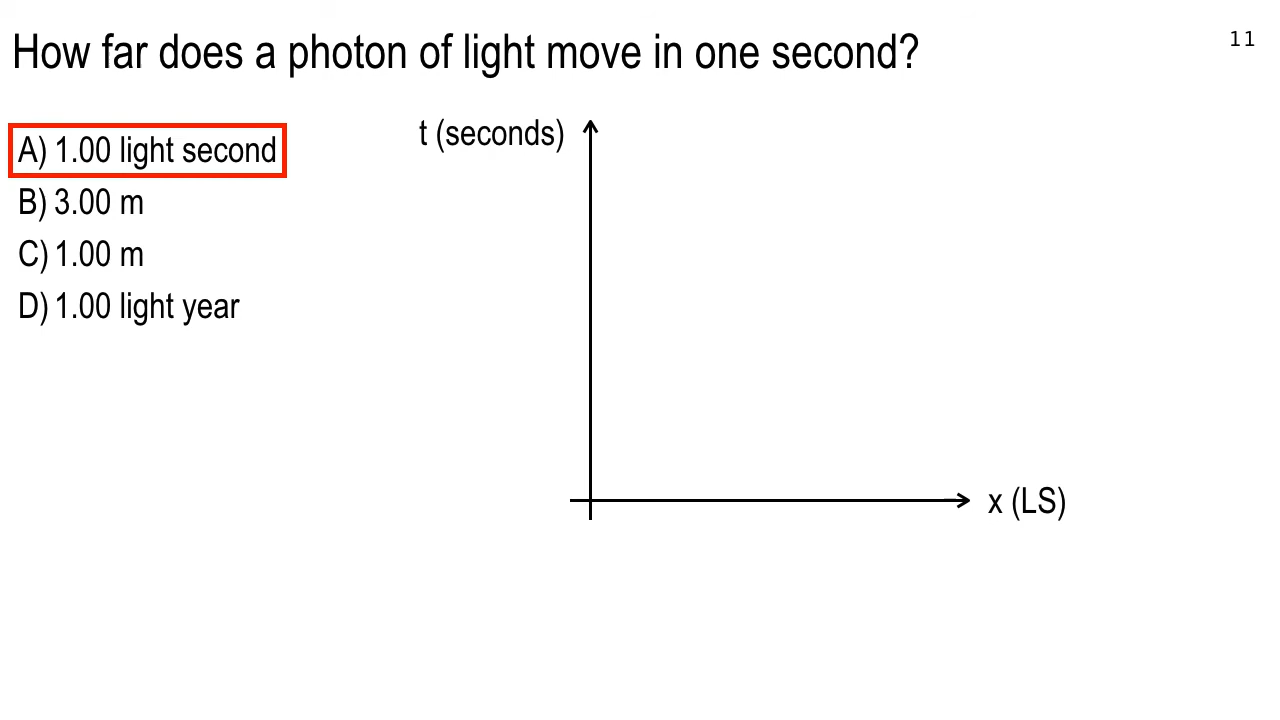 How far does a photon of light move in one second?
11
A) 1.00 light second
B) 3.00 m
C) 1.00 m
D) 1.00 light year
t (seconds)
x (LS)